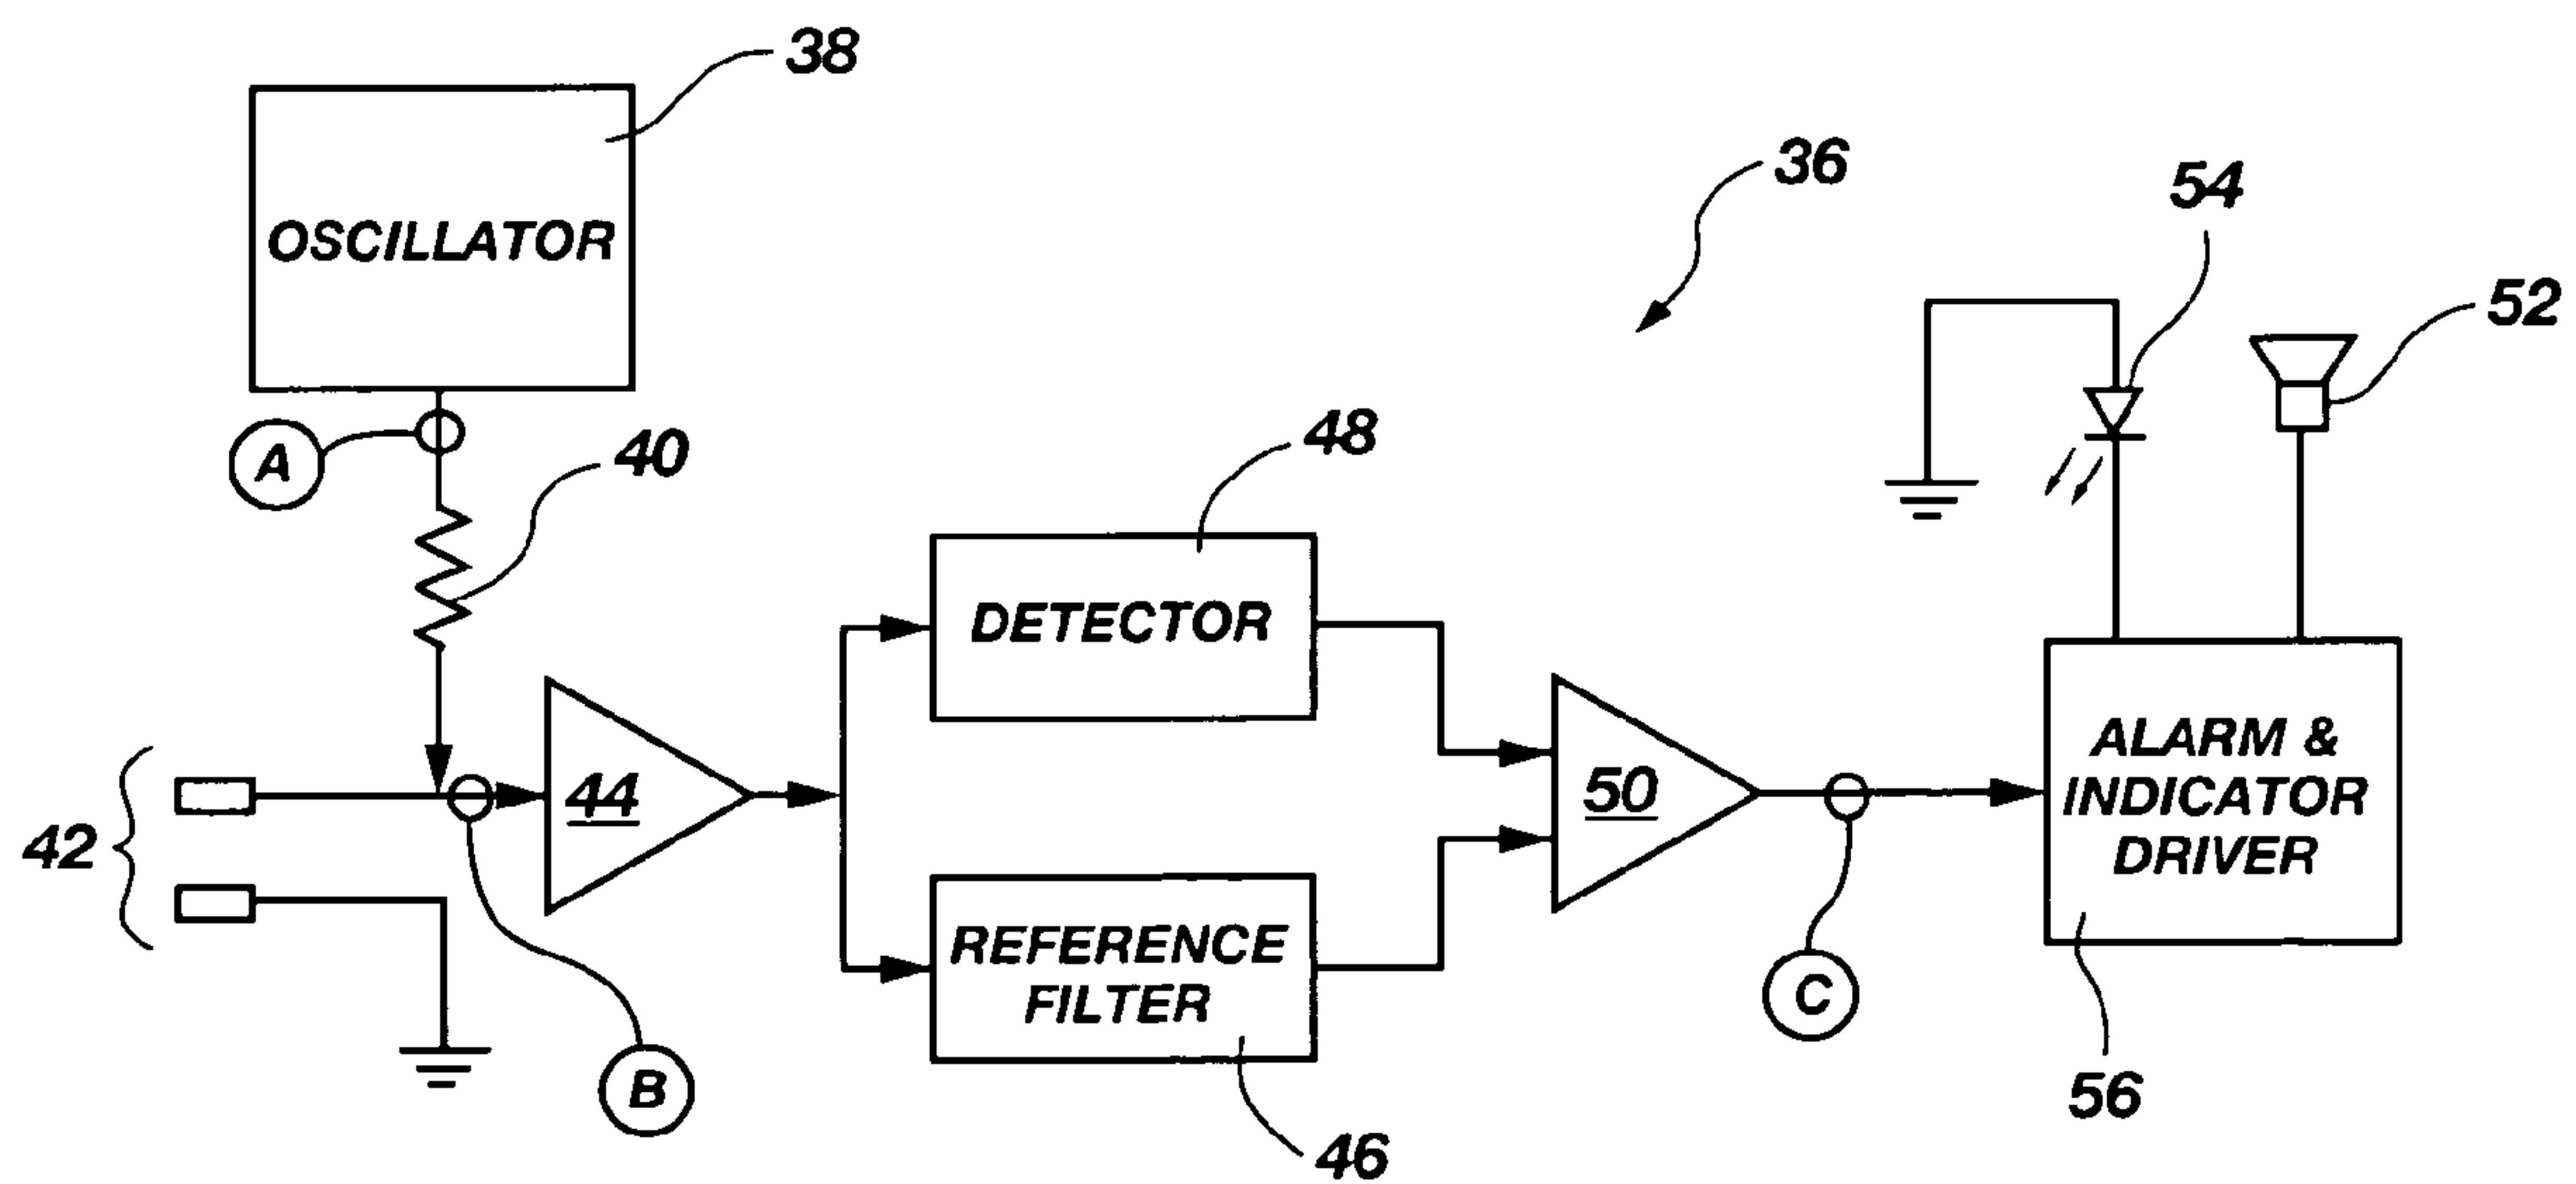 38
OSCILLATOR
36
54
52
A
40
48
DETECTOR
44
50
ALARM &
INDICATOR
DRIVER
42
REFERENCE
FILTER
C
B
56
46